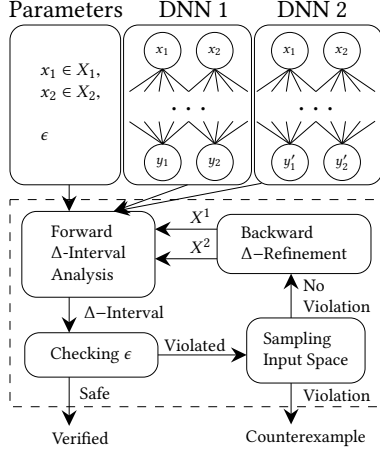 Parameters
DNN 1
DNN 2
x₁ ∈ X₁,
x₂ ∈ X₂,
ϵ
x₁
x₂
. . .
y₁
y₂
x₁
x₂
. . .
y′₁
y′₂
Forward
Δ-Interval
Analysis
X¹
X²
Backward
Δ−Refinement
Δ−Interval
No
Violation
Checking ϵ
Violated
Sampling
Input Space
Safe
Violation
Verified
Counterexample